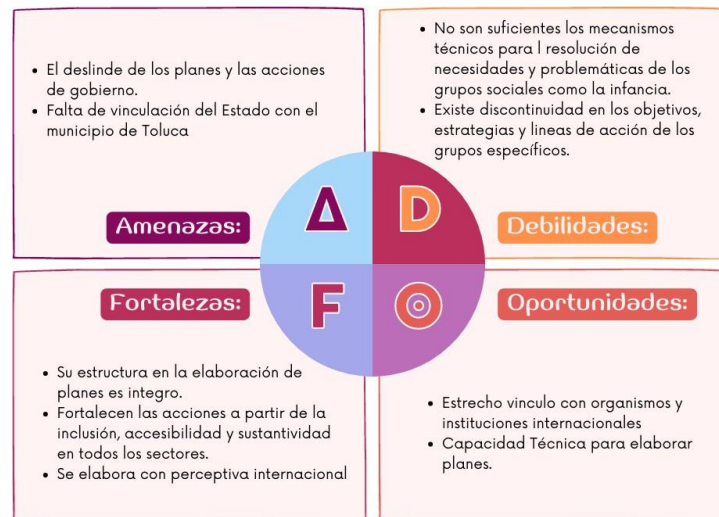 • El deslinde de los planes y las acciones
de gobierno.
• Falta de vinculación del Estado con el
municipio de Toluca
Amenazas:
A
• No son suficientes los mecanismos
técnicos para l resolución de
necesidades y problemáticas de los
grupos sociales como la infancia.
• Existe discontinuidad en los objetivos,
estrategias y lineas de acción de los
grupos específicos.
D
Debilidades:
Fortalezas:
F
• Su estructura en la elaboración de
planes es integro.
• Fortalecen las acciones a partir de la
inclusión, accesibilidad y sustantividad
en todos los sectores.
• Se elabora con perceptiva internacional
O
Oportunidades:
• Estrecho vinculo con organismos y
instituciones internacionales
• Capacidad Técnica para elaborar
planes.